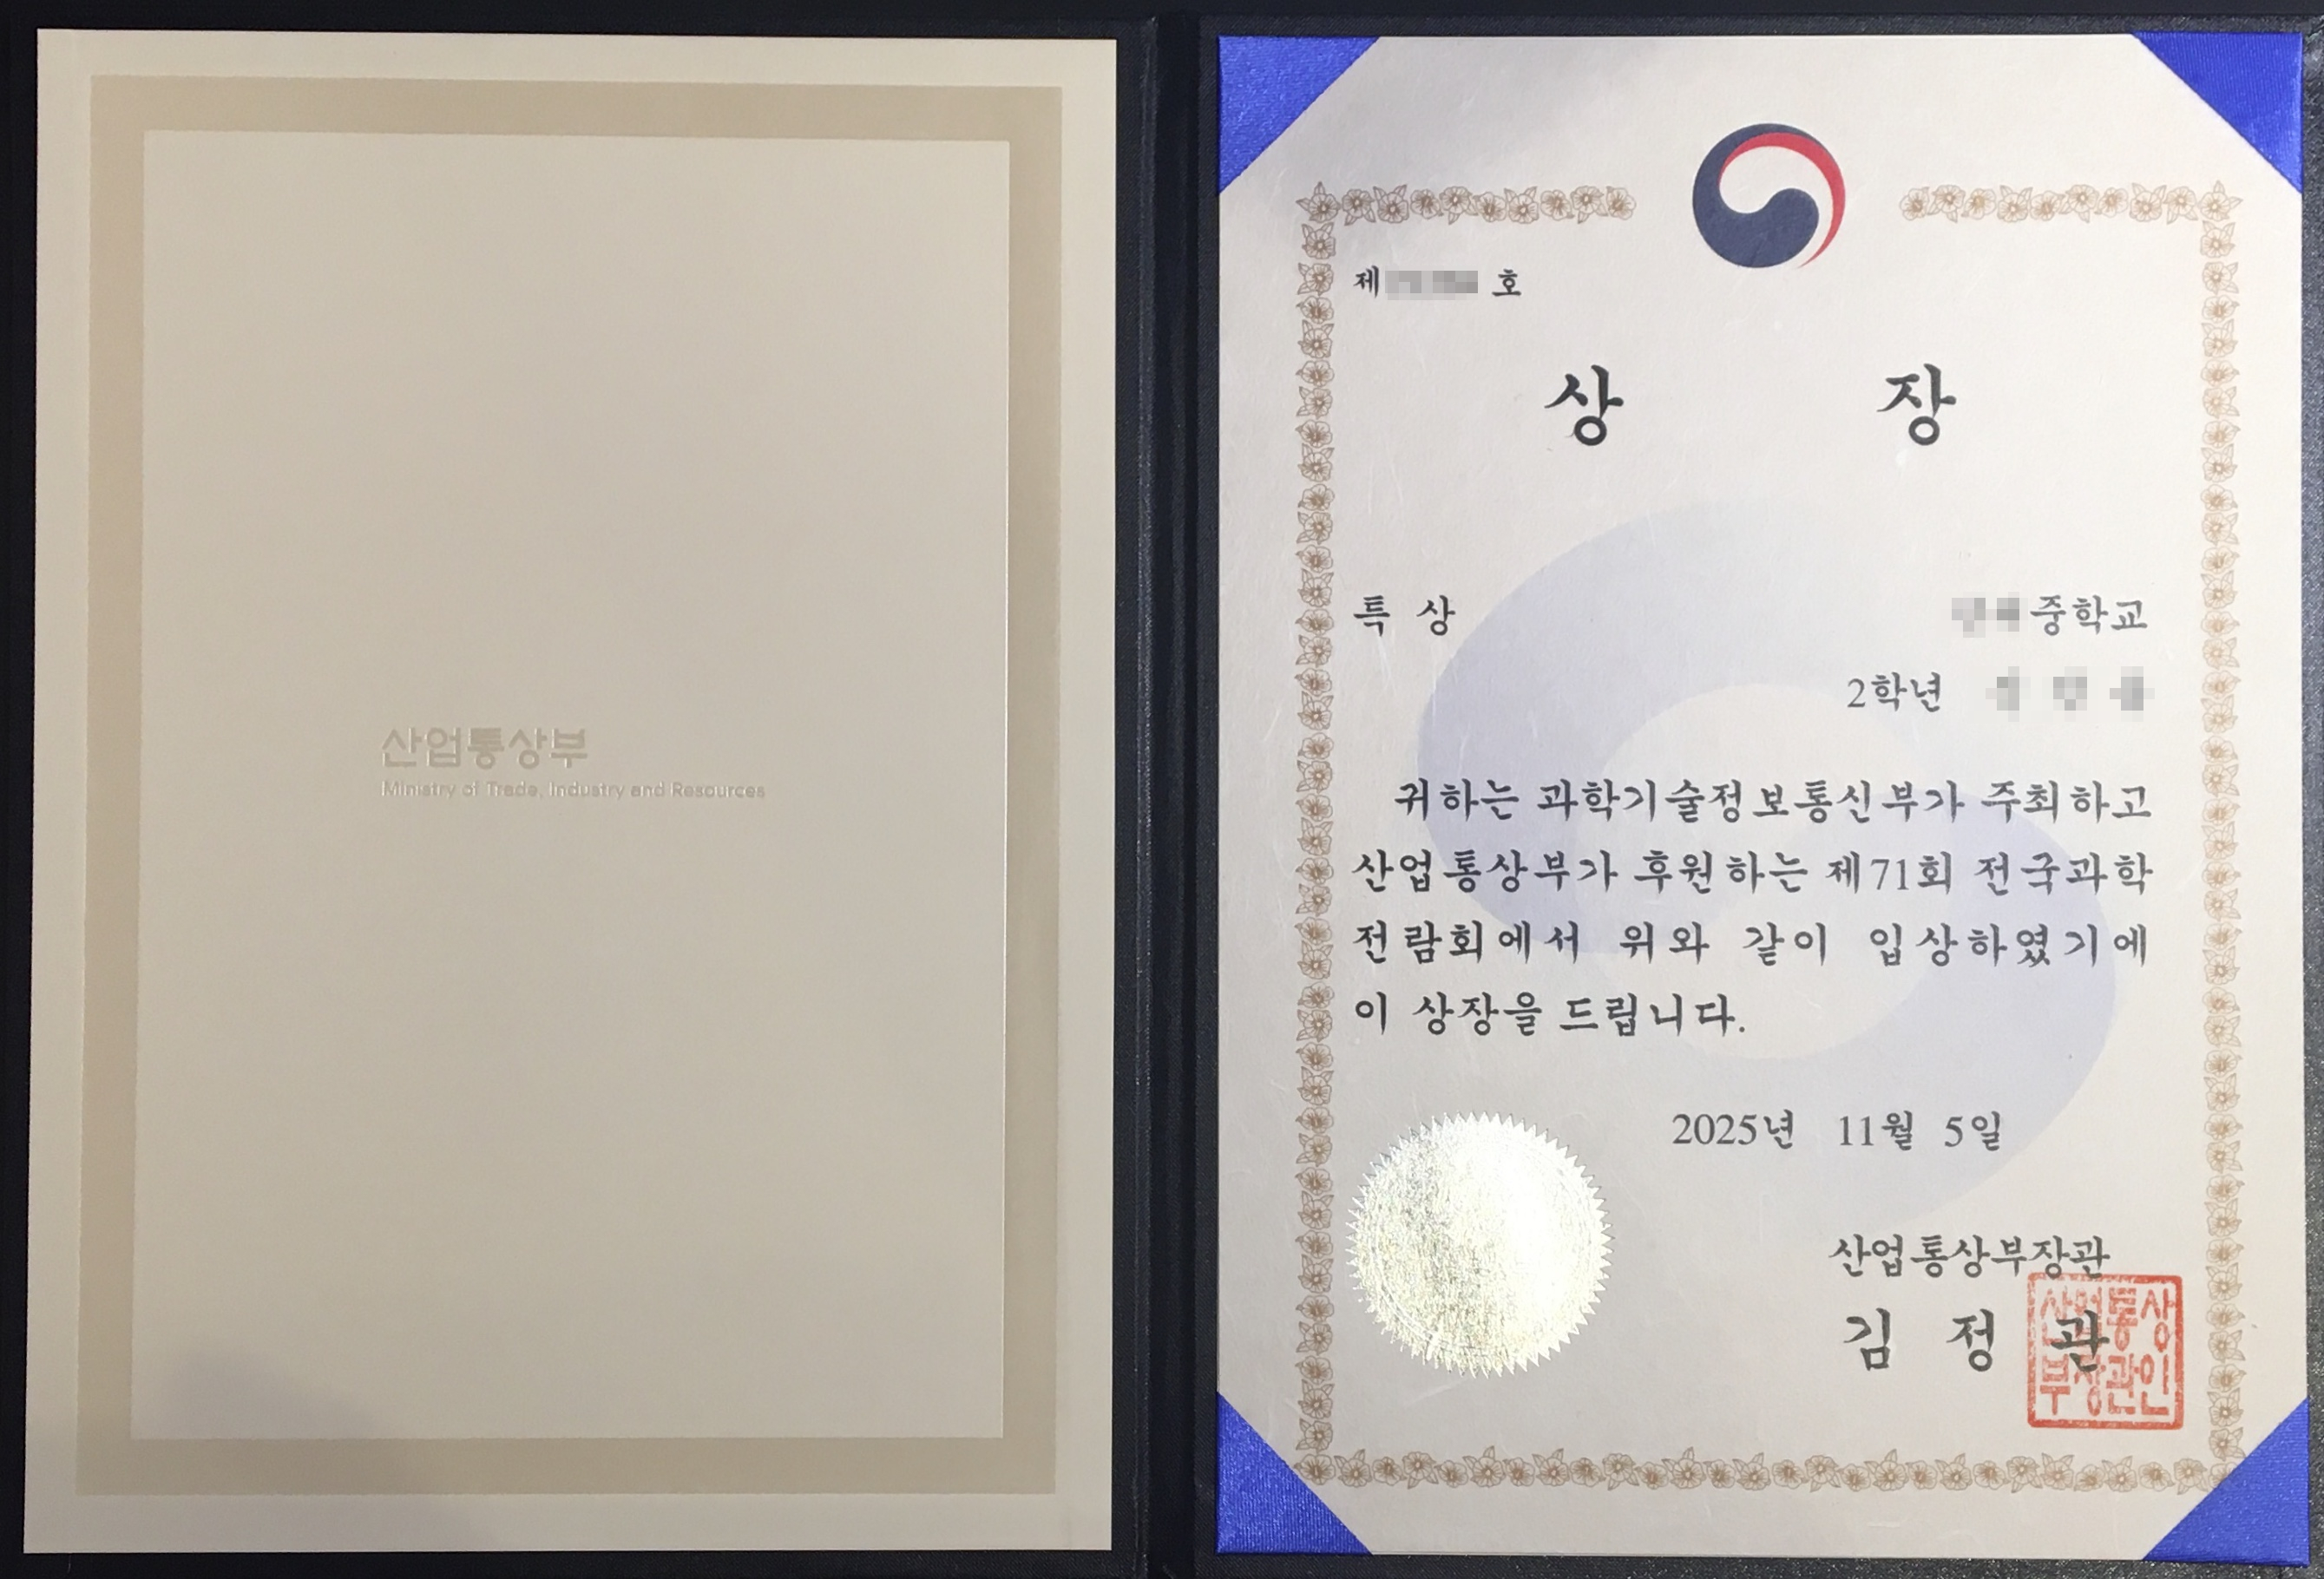 산업통상부
Ministry of Trade, Industry and Resources
제 호
상 장
특 상
중학교
2학년
귀하는 과학기술정보통신부가 주최하고
산업통상부가 후원하는 제71회 전국과학
전람회에서 위와 같이 입상하였기에
이 상장을 드립니다.
2025년 11월 5일
산업통상부장관
김 정 관
산업통상
부장관인